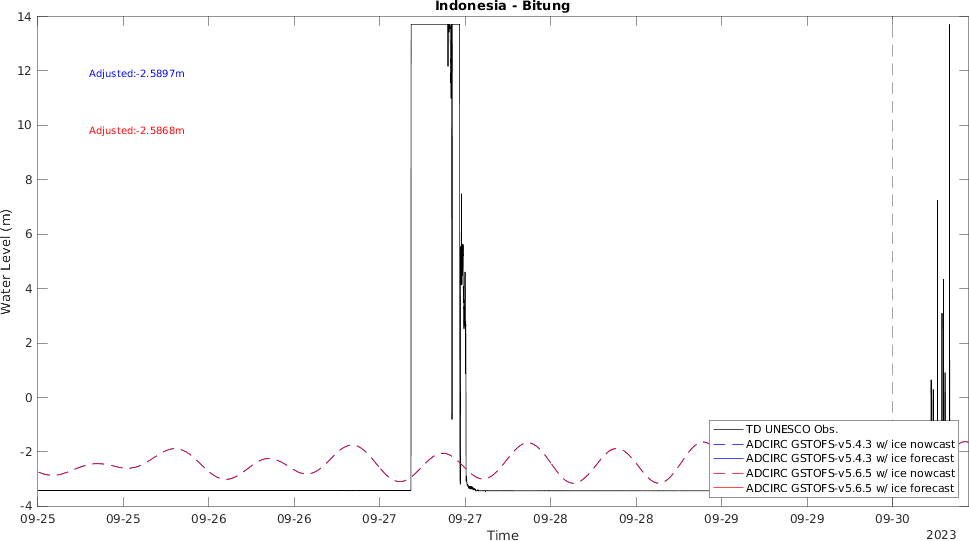 Indonesia - Bitung
14
12
10
8
6
4
2
0
-2
-4
Water Level (m)
Adjusted:-2.5897m
Adjusted:-2.5868m
TD UNESCO Obs.
ADCIRC GSTOFS-v5.4.3 w/ ice nowcast
ADCIRC GSTOFS-v5.4.3 w/ ice forecast
ADCIRC GSTOFS-v5.6.5 w/ ice nowcast
ADCIRC GSTOFS-v5.6.5 w/ ice forecast
09-25 09-25 09-26 09-26 09-27 09-27 09-28 09-28 09-29 09-29 09-30
Time
2023